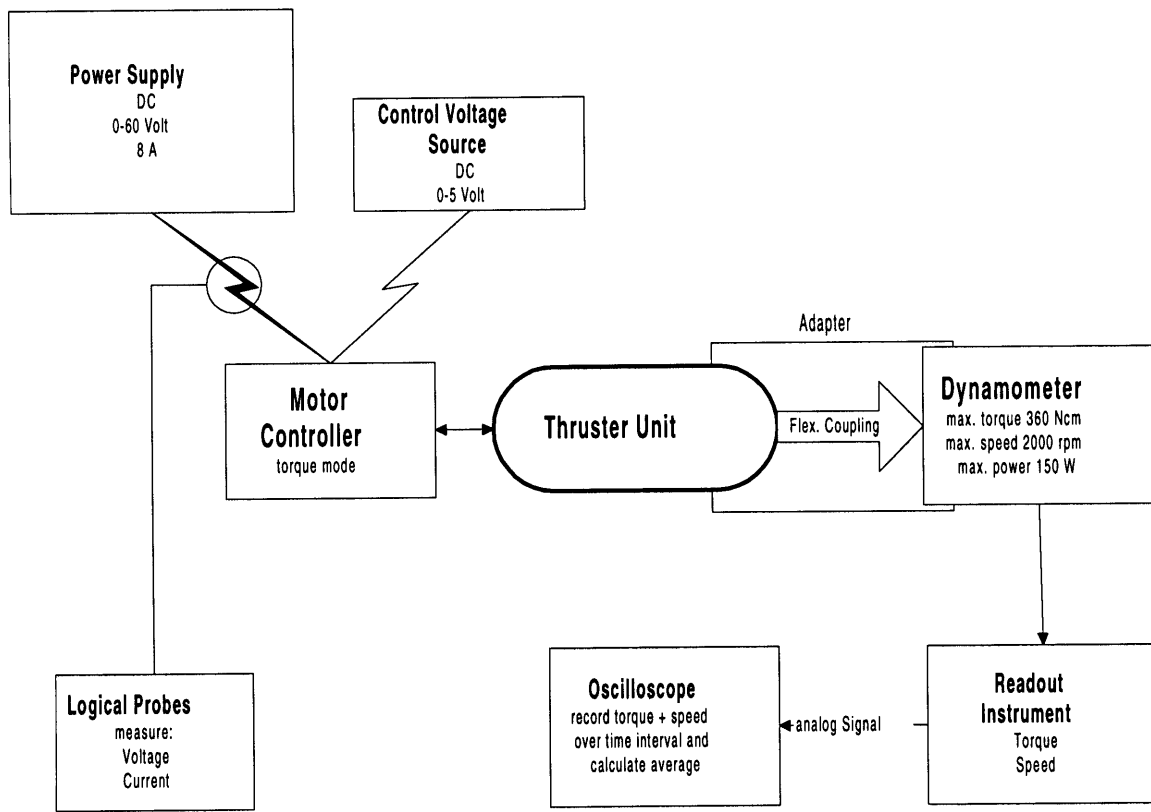 Power Supply
DC
0-60 Volt
8 A
Control Voltage
Source
DC
0-5 Volt
Adapter
Motor
Controller
torque mode
Thruster Unit
Flex. Coupling
Dynamometer
max. torque 360 Ncm
max. speed 2000 rpm
max. power 150 W
Logical Probes
measure:
Voltage
Current
Oscilloscope
record torque + speed
over time interval and
calculate average
analog Signal
Readout
Instrument
Torque
Speed